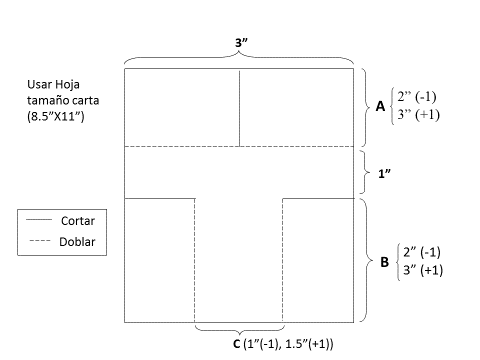 3”
Usar Hoja
tamaño carta
(8.5”X11”)
A
2” (-1)
3” (+1)
1”
Cortar
Doblar
B
2” (-1)
3” (+1)
C (1”(-1), 1.5”(+1))